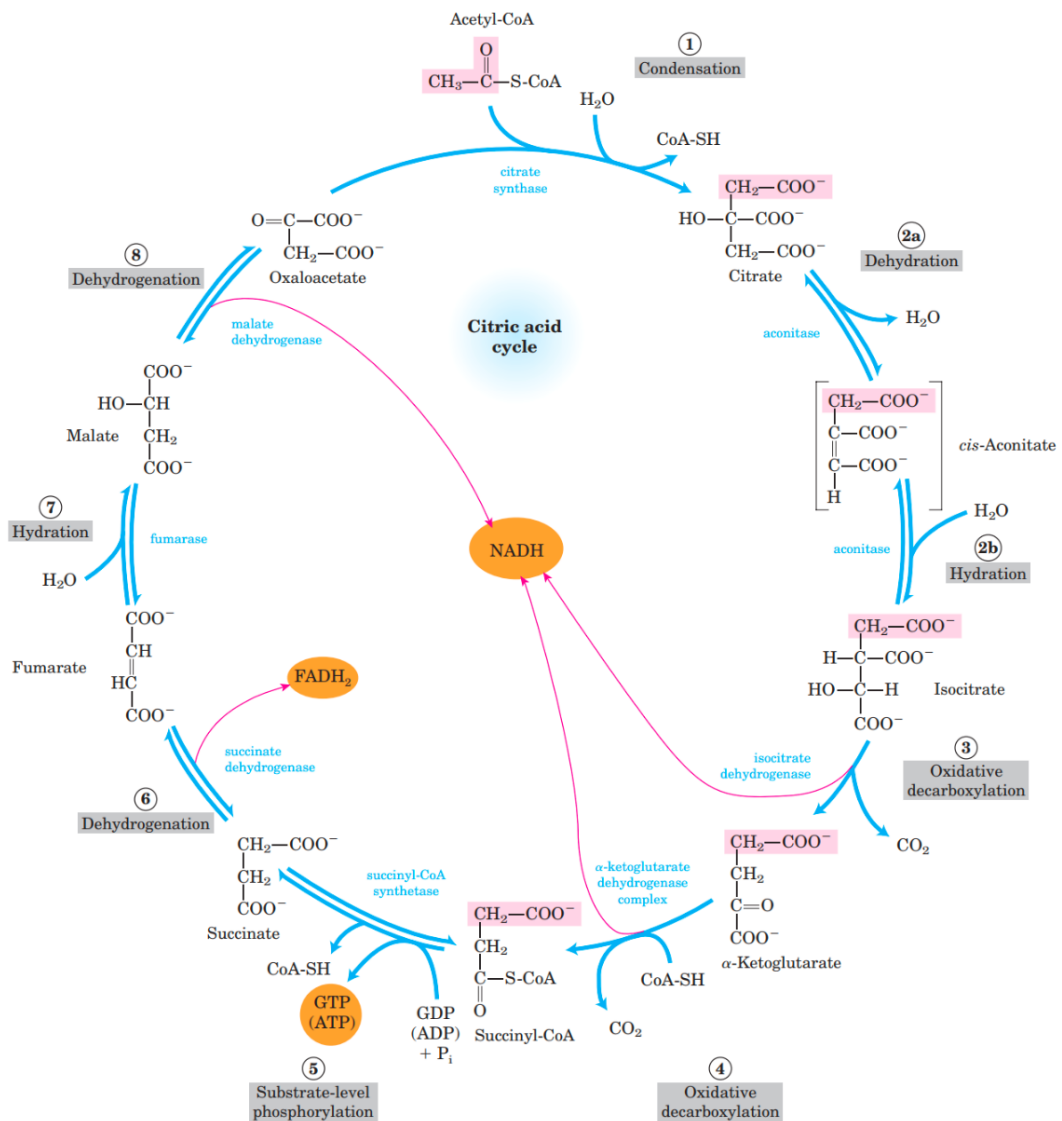 Acetyl-CoA
O
CH₃—C—S-CoA
①
Condensation
H₂O
CoA-SH
citrate
synthase
CH₂—COO⁻
HO—C—COO⁻
CH₂—COO⁻
Citrate
2a
Dehydration
H₂O
aconitase
CH₂—COO⁻
C—COO⁻
C—COO⁻
H
cis-Aconitate
H₂O
aconitase
2b
Hydration
CH₂—COO⁻
H—C—COO⁻
HO—C—H
COO⁻
Isocitrate
③
Oxidative
decarboxylation
isocitrate
dehydrogenase
CO₂
CH₂—COO⁻
CH₂
C=O
COO⁻
α-Ketoglutarate
α-ketoglutarate
dehydrogenase
complex
CoA-SH
CO₂
④
Oxidative
decarboxylation
CH₂—COO⁻
CH₂
C—S-CoA
O
Succinyl-CoA
succinyl-CoA
synthetase
GDP
(ADP)
+ Pᵢ
GTP
(ATP)
CoA-SH
⑤
Substrate-level
phosphorylation
CH₂—COO⁻
CH₂
COO⁻
Succinate
⑥
Dehydrogenation
succinate
dehydrogenase
FADH₂
COO⁻
CH
HC
COO⁻
Fumarate
⑦
Hydration
fumarase
H₂O
COO⁻
HO—CH
CH₂
COO⁻
Malate
⑧
Dehydrogenation
malate
dehydrogenase
O=C—COO⁻
CH₂—COO⁻
Oxaloacetate
Citric acid
cycle
NADH